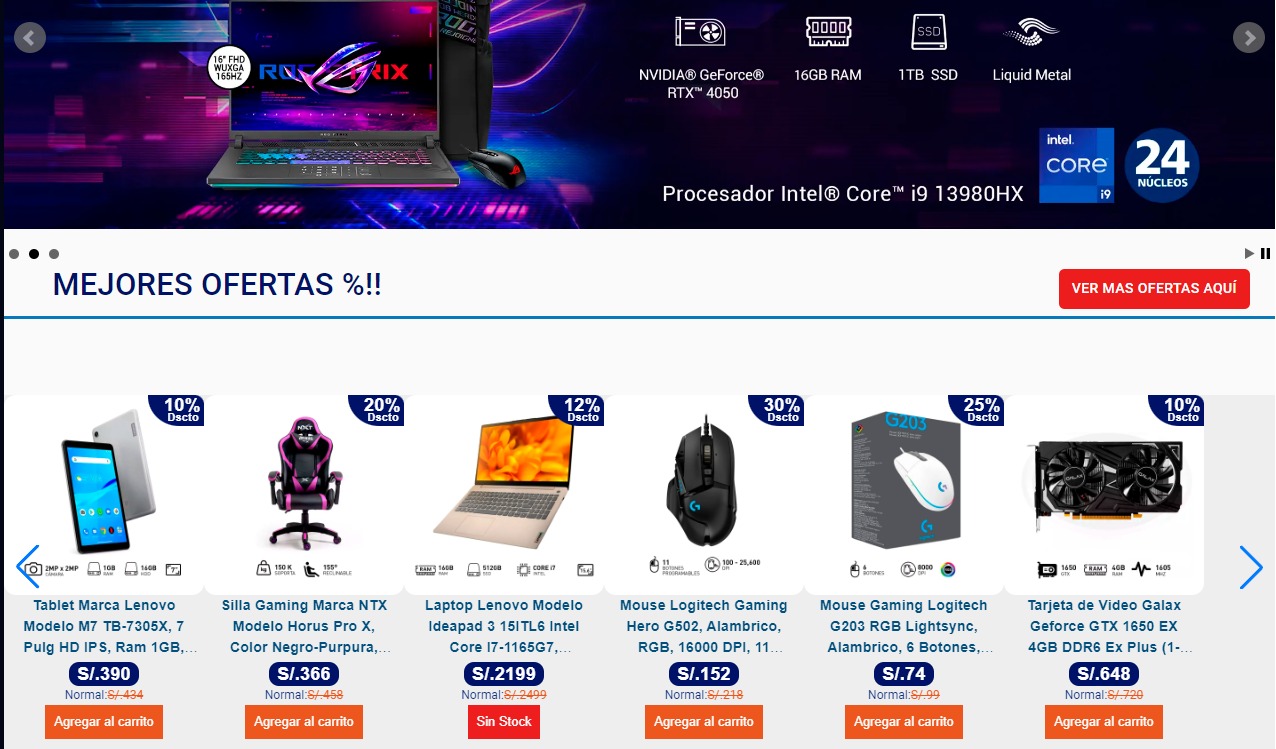 16" FHD
WUXGA
165HZ
NVIDIA® GeForce®
RTX™ 4050
16GB RAM
SSD
1TB SSD
Liquid Metal
Procesador Intel® Core™ i9 13980HX
intel.
CORE
i9
24
NÚCLEOS
MEJORES OFERTAS %!!
VER MAS OFERTAS AQUÍ
10%
Dscto
2MP x 2MP
CÁMARA
1GB
RAM
16GB
HDD
7"
Tablet Marca Lenovo
Modelo M7 TB-7305X, 7
Pulg HD IPS, Ram 1GB,...
S/.390
Normal:S/.434
Agregar al carrito
20%
Dscto
150 K
SOPORTA
155°
RECLINABLE
Silla Gaming Marca NTX
Modelo Horus Pro X,
Color Negro-Purpura,...
S/.366
Normal:S/.458
Agregar al carrito
12%
Dscto
RAM
16GB
RAM
512GB
SSD
CORE i7
INTEL
15.6
Laptop Lenovo Modelo
Ideapad 3 15ITL6 Intel
Core I7-1165G7,...
S/.2199
Normal:S/.2499
Sin Stock
30%
Dscto
11
BOTONES
PROGRAMABLES
100 - 25,600
Mouse Logitech Gaming
Hero G502, Alambrico,
RGB, 16000 DPI, 11...
S/.152
Normal:S/.218
Agregar al carrito
25%
Dscto
G203
6
BOTONES
8000
DPI
Mouse Gaming Logitech
G203 RGB Lightsync,
Alambrico, 6 Botones,...
S/.74
Normal:S/.99
Agregar al carrito
10%
Dscto
1650
GTX
RAM
4GB
RAM
1605
MHZ
Tarjeta de Video Galax
Geforce GTX 1650 EX
4GB DDR6 Ex Plus (1-...
S/.648
Normal:S/.720
Agregar al carrito